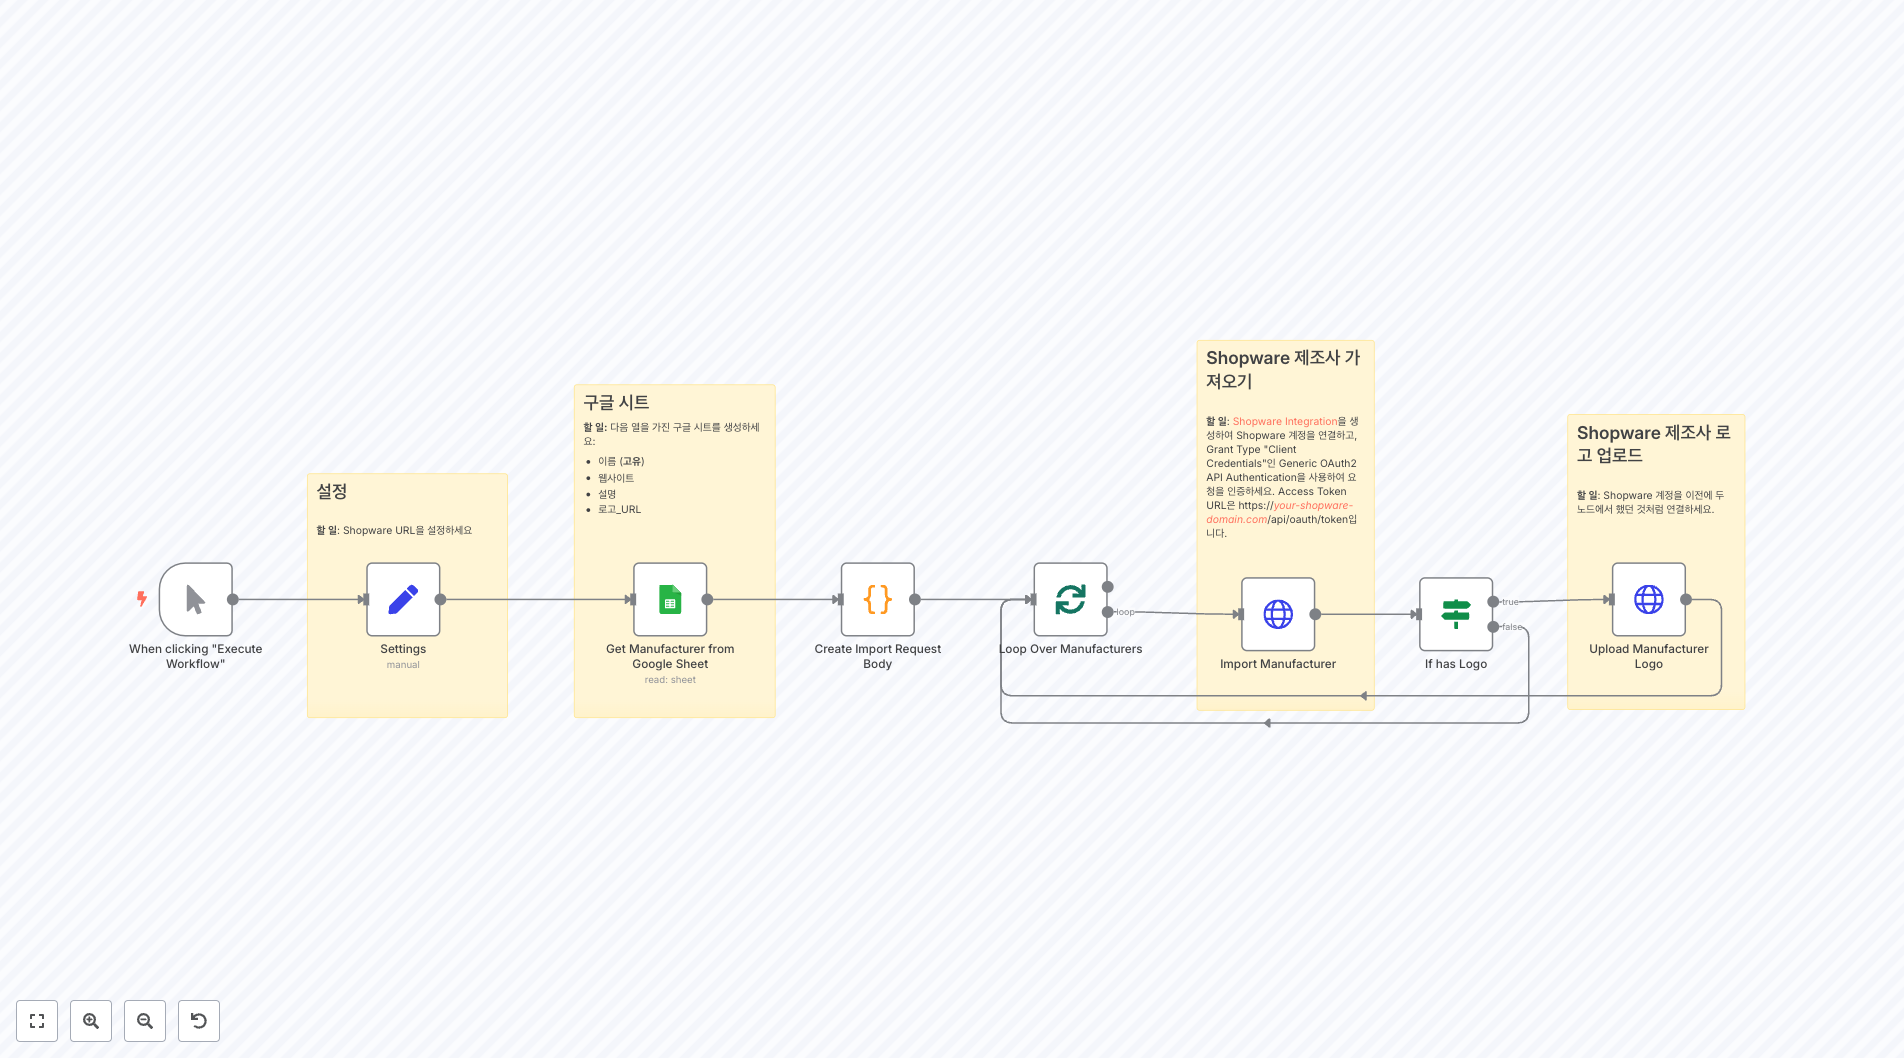 설정
할 일: Shopware URL을 설정하세요
구글 시트
할 일: 다음 열을 가진 구글 시트를 생성하세
요:
이름 (고유)
웹사이트
설명
로고_URL
Shopware 제조사 가
져오기
할 일: Shopware Integration을 생
성하여 Shopware 계정을 연결하고,
Grant Type "Client
Credentials"인 Generic OAuth2
API Authentication을 사용하여 요
청을 인증하세요. Access Token
URL은 https://your-shopware-
domain.com/api/oauth/token입
니다.
Shopware 제조사 로
고 업로드
할 일: Shopware 계정을 이전에 두
노드에서 했던 것처럼 연결하세요.
When clicking "Execute
Workflow"
Settings
manual
Get Manufacturer from
Google Sheet
read: sheet
Create Import Request
Body
Loop Over Manufacturers
loop
Import Manufacturer
If has Logo
true
false
Upload Manufacturer
Logo